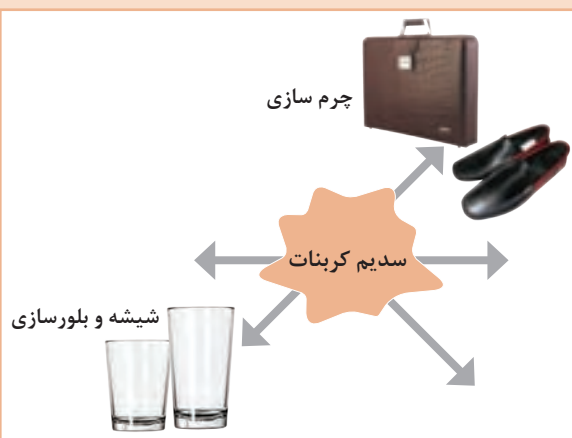 چرم سازی
سدیم کربنات
شیشه و بلورسازی